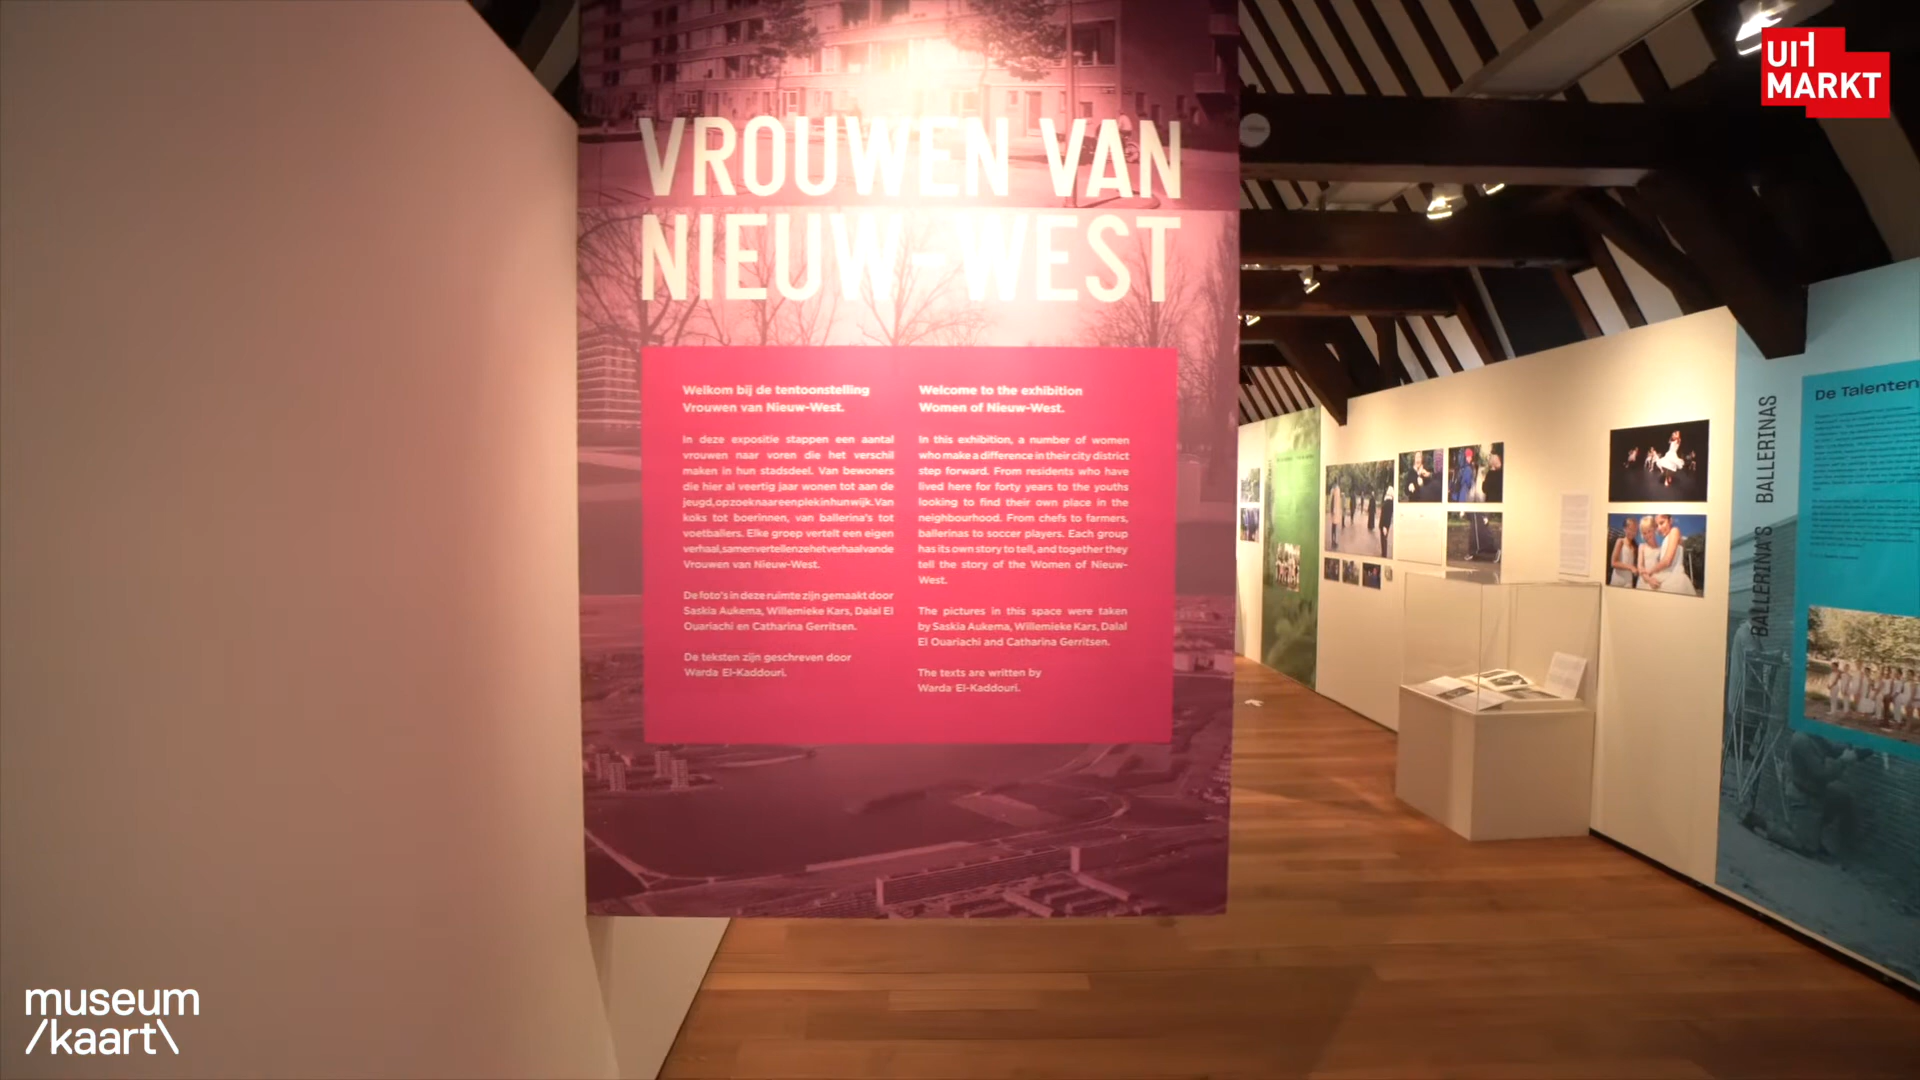 UIT
MARKT
VROUWEN VAN
NIEUW-WEST
Welkom bij de tentoonstelling
Vrouwen van Nieuw-West.
In deze expositie stappen een aantal
vrouwen naar voren die het verschil
maken in hun stadsdeel. Van bewoners
die hier al veertig jaar wonen tot aan de
jeugd, op zoek naar een plek in hun wijk. Van
koks tot boerinnen, van ballerina's tot
voetballers. Elke groep vertelt een eigen
verhaal, samen vertellen ze het verhaal van de
Vrouwen van Nieuw-West.
De foto's in deze ruimte zijn gemaakt door
Saskia Aukema, Willemieke Kars, Dalal El
Ouariachi en Catharina Gerritsen.
De teksten zijn geschreven door
Warda El-Kaddouri.
Welcome to the exhibition
Women of Nieuw-West.
In this exhibition, a number of women
who make a difference in their city district
step forward. From residents who have
lived here for forty years to the youths
looking to find their own place in the
neighbourhood. From chefs to farmers,
ballerinas to soccer players. Each group
has its own story to tell, and together they
tell the story of the Women of Nieuw-
West.
The pictures in this space were taken
by Saskia Aukema, Willemieke Kars, Dalal
El Ouariachi and Catharina Gerritsen.
The texts are written by
Warda El-Kaddouri.
BALLERINA'S BALLERINAS
De Talenten
museum
/kaart\